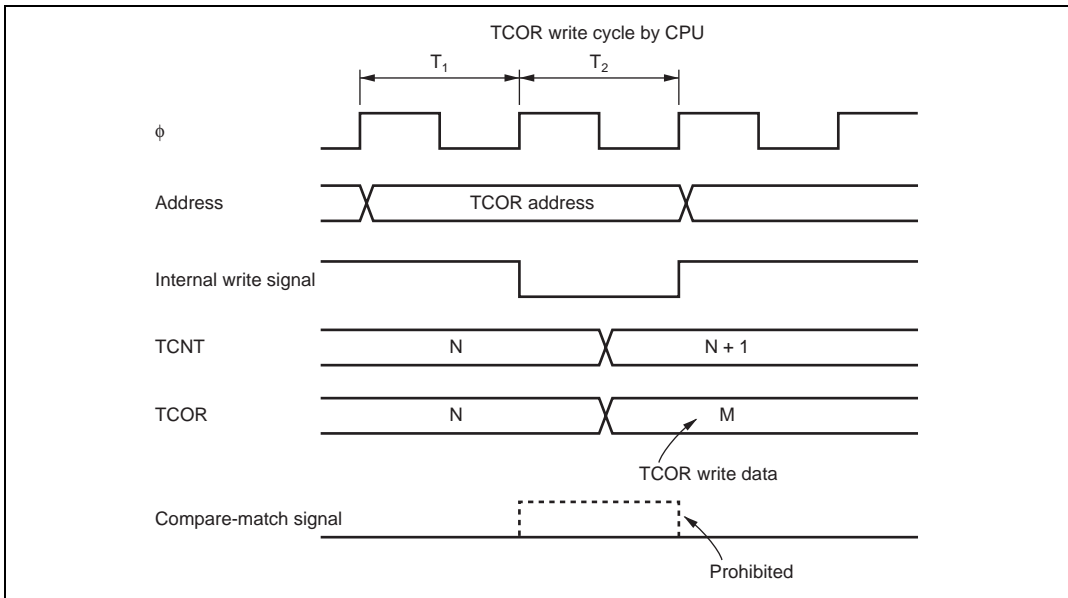 TCOR write cycle by CPU
T1 T2
φ
Address TCOR address
Internal write signal
TCNT N N + 1
TCOR N M
TCOR write data
Compare-match signal
Prohibited